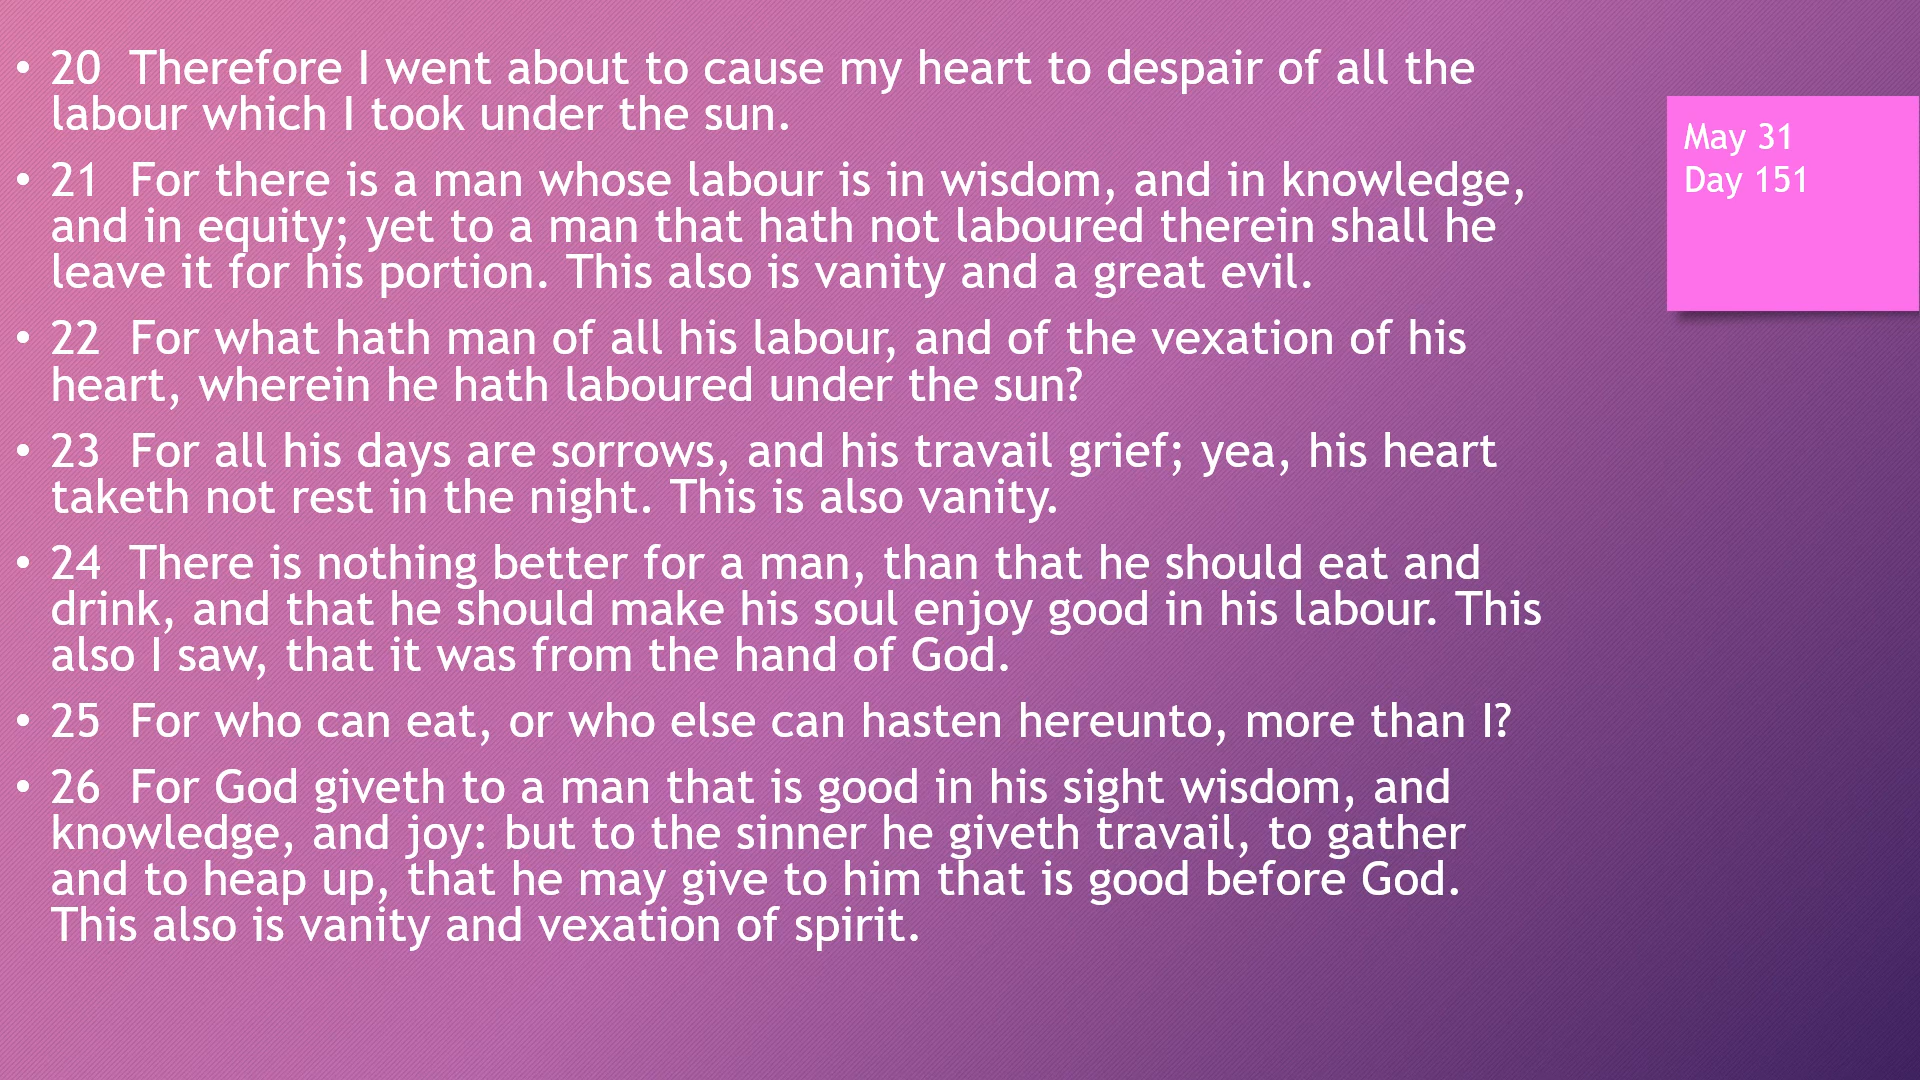 • 20  Therefore I went about to cause my heart to despair of all the
labour which I took under the sun.
• 21  For there is a man whose labour is in wisdom, and in knowledge,
and in equity; yet to a man that hath not laboured therein shall he
leave it for his portion. This also is vanity and a great evil.
• 22  For what hath man of all his labour, and of the vexation of his
heart, wherein he hath laboured under the sun?
• 23  For all his days are sorrows, and his travail grief; yea, his heart
taketh not rest in the night. This is also vanity.
• 24  There is nothing better for a man, than that he should eat and
drink, and that he should make his soul enjoy good in his labour. This
also I saw, that it was from the hand of God.
• 25  For who can eat, or who else can hasten hereunto, more than I?
• 26  For God giveth to a man that is good in his sight wisdom, and
knowledge, and joy: but to the sinner he giveth travail, to gather
and to heap up, that he may give to him that is good before God.
This also is vanity and vexation of spirit.
May 31
Day 151